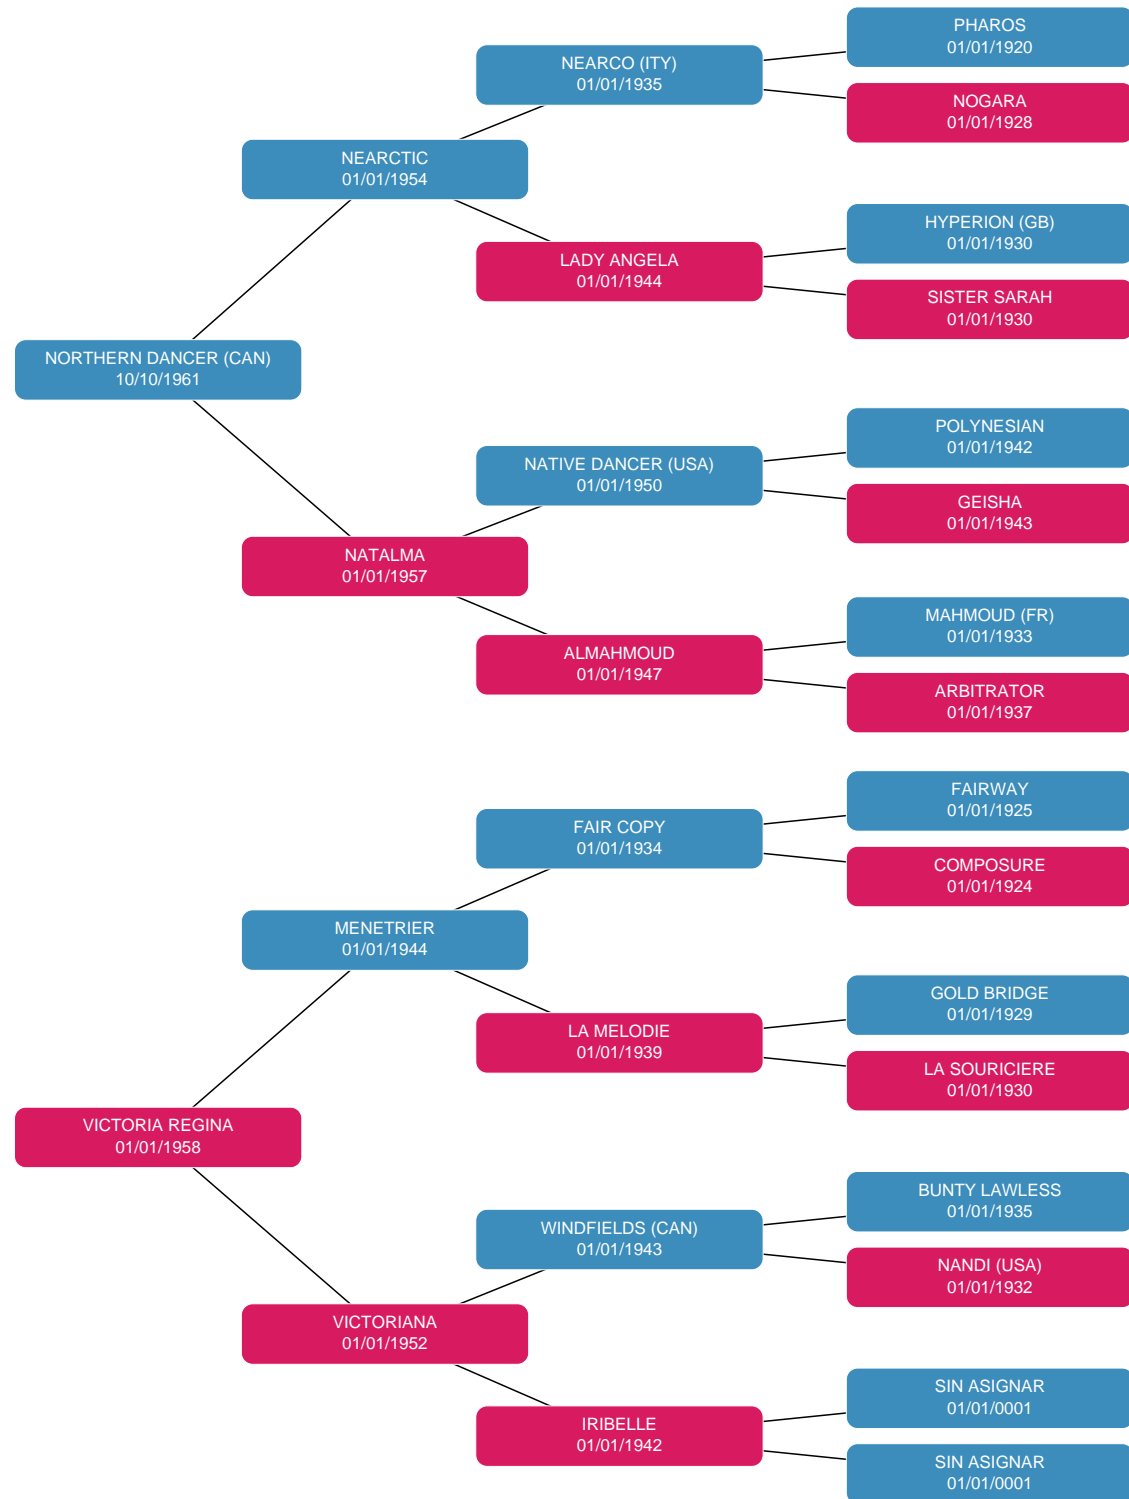 PHAROS
01/01/1920
NEARCO (ITY)
01/01/1935
NOGARA
01/01/1928
NEARCTIC
01/01/1954
HYPERION (GB)
01/01/1930
LADY ANGELA
01/01/1944
SISTER SARAH
01/01/1930
NORTHERN DANCER (CAN)
10/10/1961
POLYNESIAN
01/01/1942
NATIVE DANCER (USA)
01/01/1950
GEISHA
01/01/1943
NATALMA
01/01/1957
MAHMOUD (FR)
01/01/1933
ALMAHMOUD
01/01/1947
ARBITRATOR
01/01/1937
FAIRWAY
01/01/1925
FAIR COPY
01/01/1934
COMPOSURE
01/01/1924
MENETRIER
01/01/1944
GOLD BRIDGE
01/01/1929
LA MELODIE
01/01/1939
LA SOURICIERE
01/01/1930
VICTORIA REGINA
01/01/1958
BUNTY LAWLESS
01/01/1935
WINDFIELDS (CAN)
01/01/1943
NANDI (USA)
01/01/1932
VICTORIANA
01/01/1952
SIN ASIGNAR
01/01/0001
IRIBELLE
01/01/1942
SIN ASIGNAR
01/01/0001